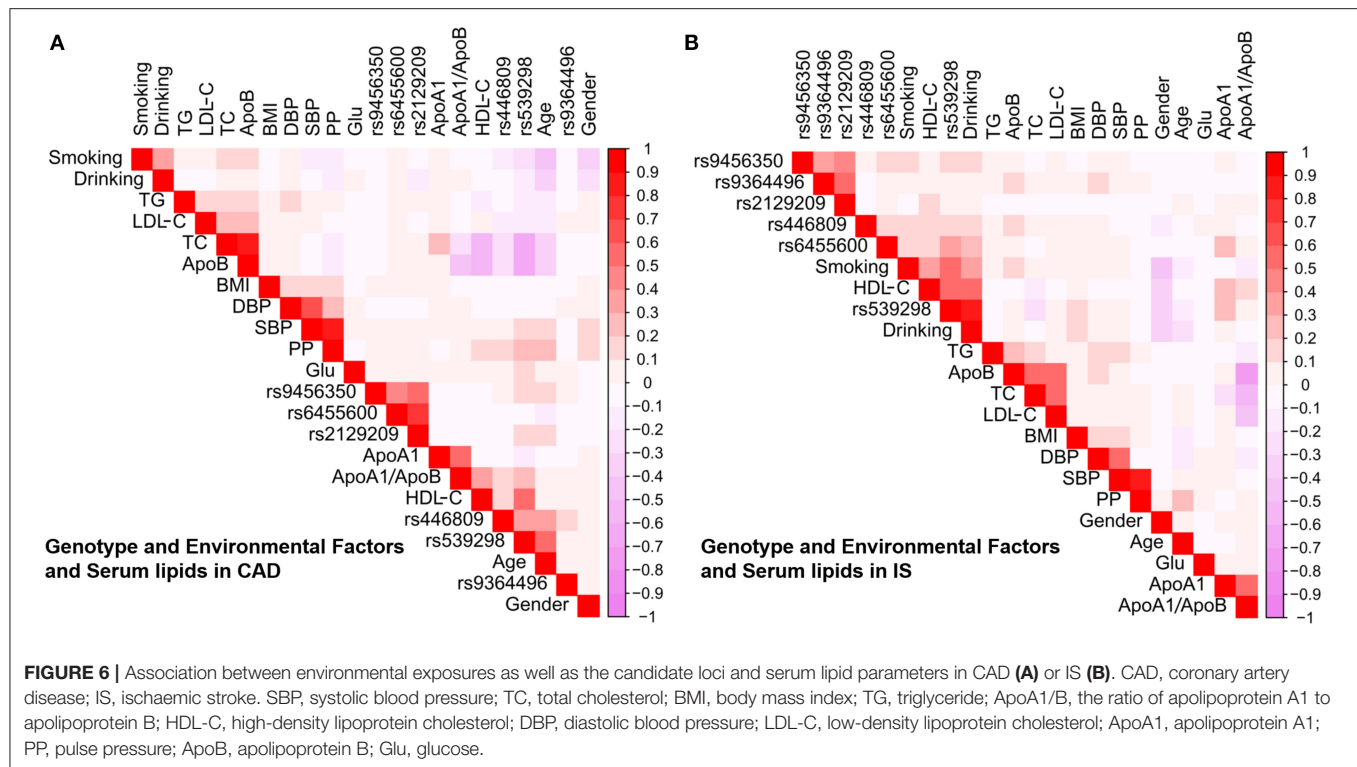 A
Smoking
Drinking
TG
LDL-C
TC
ApoB
BMI
DBP
SBP
PP
Glu
rs9456350
rs6455600
rs2129209
ApoA1
ApoA1/ApoB
HDL-C
rs446809
rs539298
Age
rs9364496
Gender
Smoking
Drinking
TG
LDL-C
TC
ApoB
BMI
DBP
SBP
PP
Glu
rs9456350
rs6455600
rs2129209
ApoA1
ApoA1/ApoB
HDL-C
rs446809
rs539298
Age
rs9364496
Gender
1
0.9
0.8
0.7
0.6
0.5
0.4
0.3
0.2
0.1
0
−0.1
−0.2
−0.3
−0.4
−0.5
−0.6
−0.7
−0.8
−0.9
−1
Genotype and Environmental Factors
and Serum lipids in CAD
B
rs9456350
rs9364496
rs2129209
rs446809
rs6455600
Smoking
HDL-C
rs539298
Drinking
TG
ApoB
TC
LDL-C
BMI
DBP
SBP
PP
Gender
Age
Glu
ApoA1
ApoA1/ApoB
rs9456350
rs9364496
rs2129209
rs446809
rs6455600
Smoking
HDL-C
rs539298
Drinking
TG
ApoB
TC
LDL-C
BMI
DBP
SBP
PP
Gender
Age
Glu
ApoA1
ApoA1/ApoB
1
0.9
0.8
0.7
0.6
0.5
0.4
0.3
0.2
0.1
0
−0.1
−0.2
−0.3
−0.4
−0.5
−0.6
−0.7
−0.8
−0.9
−1
Genotype and Environmental Factors
and Serum lipids in IS
FIGURE 6 | Association between environmental exposures as well as the candidate loci and serum lipid parameters in CAD (A) or IS (B). CAD, coronary artery
disease; IS, ischaemic stroke. SBP, systolic blood pressure; TC, total cholesterol; BMI, body mass index; TG, triglyceride; ApoA1/B, the ratio of apolipoprotein A1 to
apolipoprotein B; HDL-C, high-density lipoprotein cholesterol; DBP, diastolic blood pressure; LDL-C, low-density lipoprotein cholesterol; ApoA1, apolipoprotein A1;
PP, pulse pressure; ApoB, apolipoprotein B; Glu, glucose.